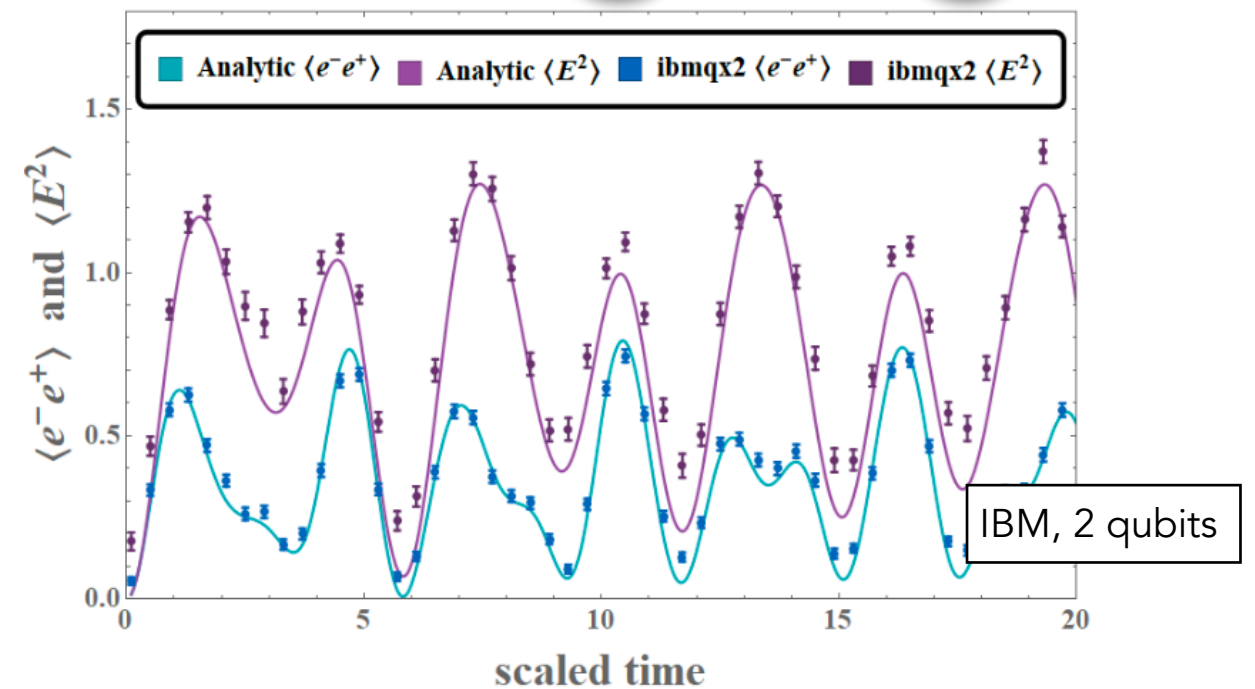 Analytic ⟨e⁻e⁺⟩ Analytic ⟨E²⟩ ibmqx2 ⟨e⁻e⁺⟩ ibmqx2 ⟨E²⟩
1.5
1.0
0.5
0.0
⟨e⁻e⁺⟩ and ⟨E²⟩
IBM, 2 qubits
0 5 10 15 20
scaled time